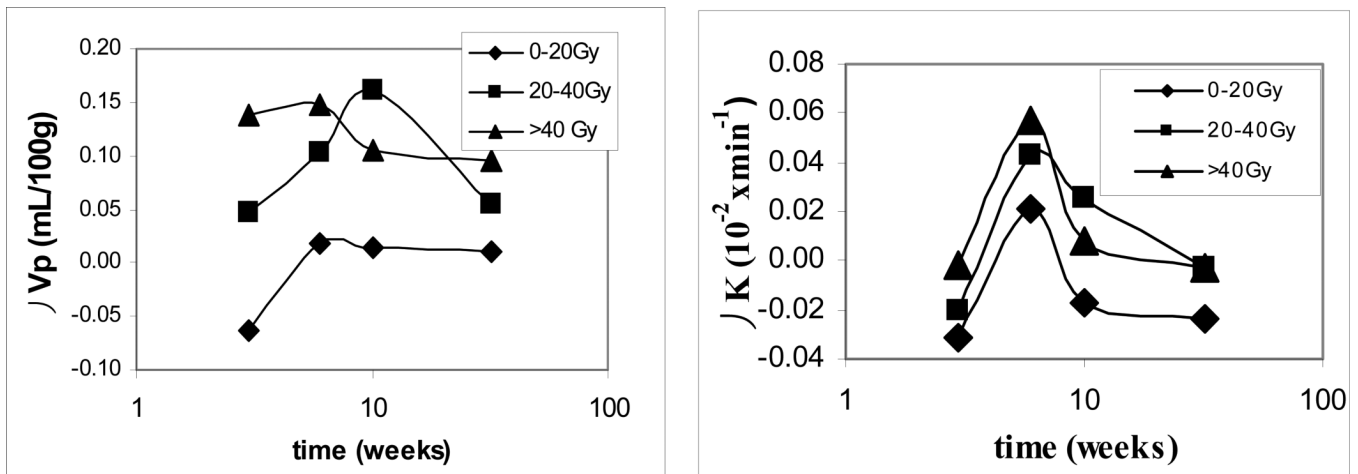 0.20
0.15
0.10
0.05
0.00
-0.05
-0.10
⌡ Vp (mL/100g)
0-20Gy
20-40Gy
>40 Gy
1 10 100
time (weeks)
0.08
0.06
0.04
0.02
0.00
-0.02
-0.04
⌡ K (10⁻² xmin⁻¹)
0-20Gy
20-40Gy
>40Gy
1 10 100
time (weeks)